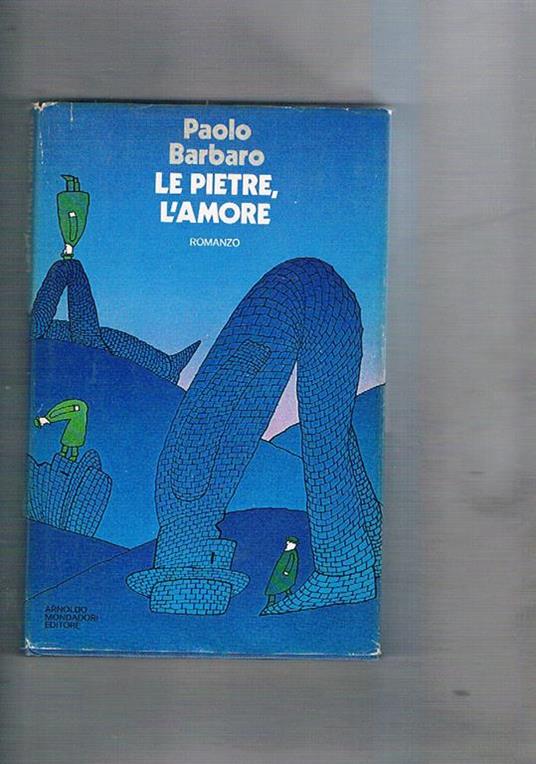 Paolo
Barbaro
LE PIETRE,
L'AMORE
ROMANZO
ARNOLDO
MONDADORI
EDITORE